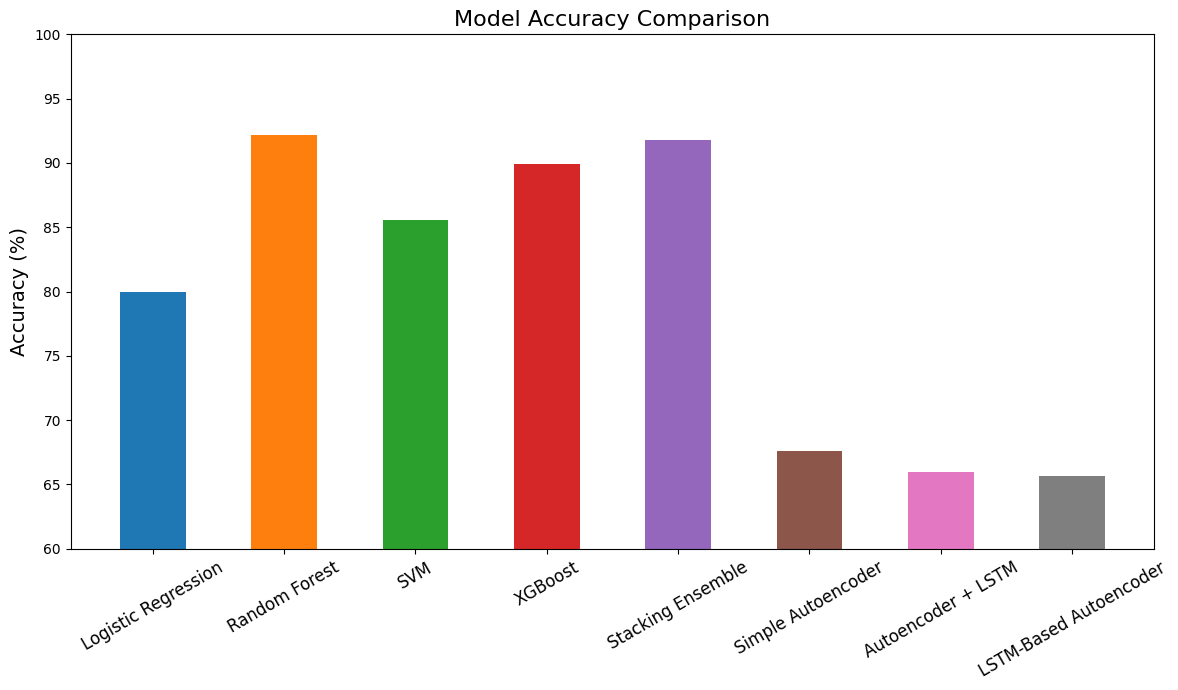 Model Accuracy Comparison
100
95
90
85
80
75
70
65
60
Accuracy (%)
Logistic Regression
Random Forest
SVM
XGBoost
Stacking Ensemble
Simple Autoencoder
Autoencoder + LSTM
LSTM-Based Autoencoder